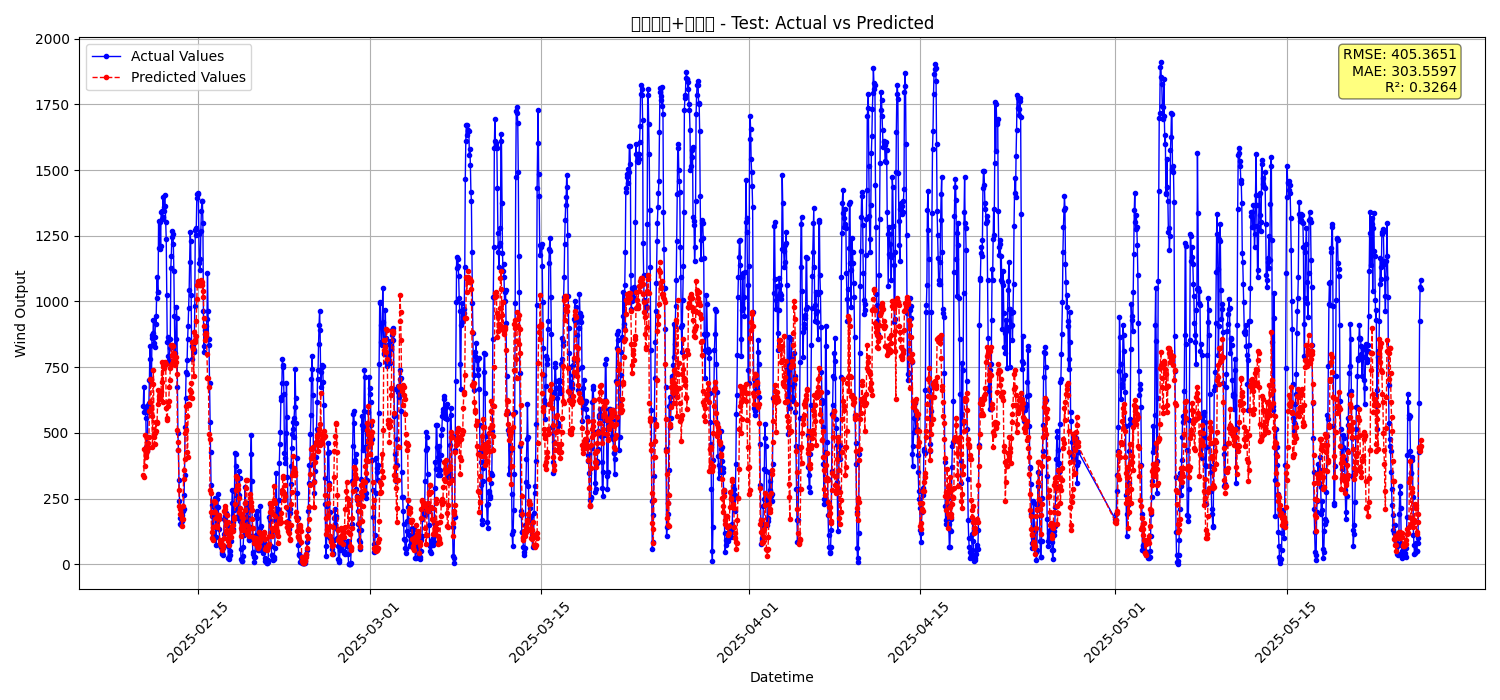 + - Test: Actual vs Predicted
Actual Values
Predicted Values
RMSE: 405.3651
MAE: 303.5597
R²: 0.3264
2000
1750
1500
1250
1000
750
500
250
0
Wind Output
2025-02-15
2025-03-01
2025-03-15
2025-04-01
2025-04-15
2025-05-01
2025-05-15
Datetime